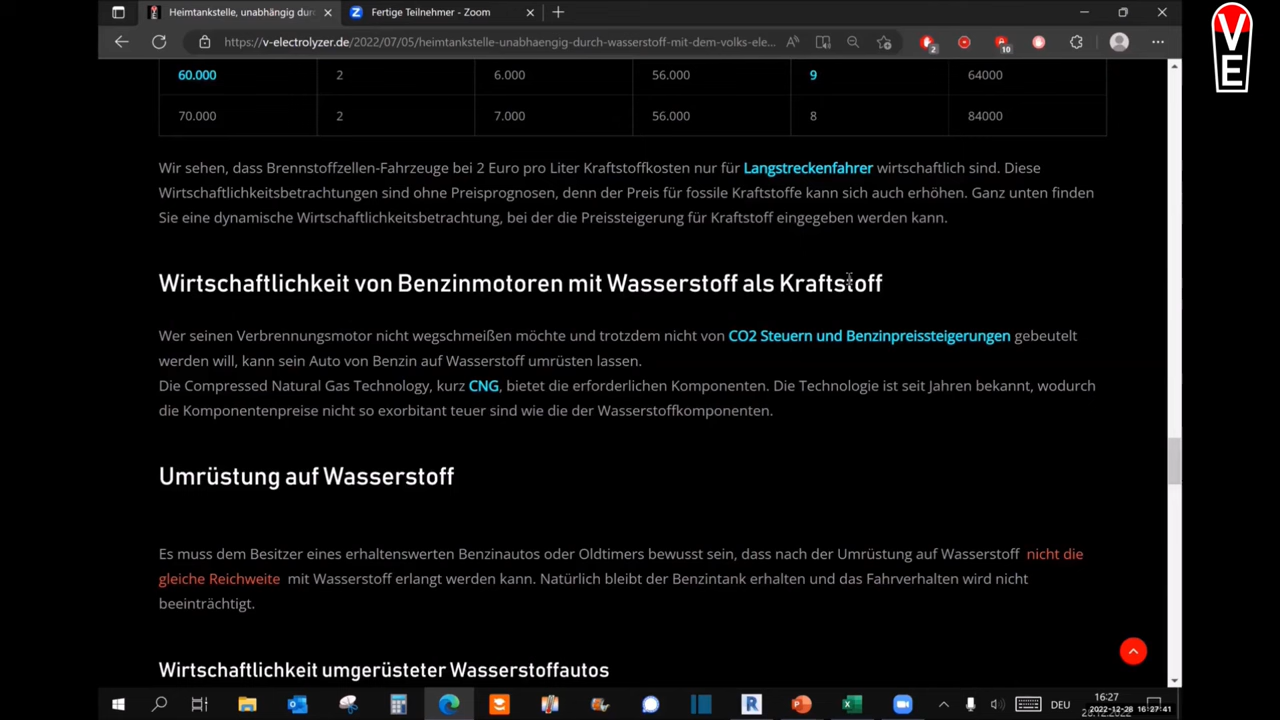 Heimtankstelle, unabhängig durc
Fertige Teilnehmer - Zoom
https://v-electrolyzer.de/2022/07/05/heimtankstelle-unabhaengig-durch-wasserstoff-mit-dem-volks-ele...
2
10
VE
60.000 2 6.000 56.000 9 64000
70.000 2 7.000 56.000 8 84000
Wir sehen, dass Brennstoffzellen-Fahrzeuge bei 2 Euro pro Liter Kraftstoffkosten nur für Langstreckenfahrer wirtschaftlich sind. Diese
Wirtschaftlichkeitsbetrachtungen sind ohne Preisprognosen, denn der Preis für fossile Kraftstoffe kann sich auch erhöhen. Ganz unten finden
Sie eine dynamische Wirtschaftlichkeitsbetrachtung, bei der die Preissteigerung für Kraftstoff eingegeben werden kann.
Wirtschaftlichkeit von Benzinmotoren mit Wasserstoff als Kraftstoff
Wer seinen Verbrennungsmotor nicht wegschmeißen möchte und trotzdem nicht von CO2 Steuern und Benzinpreissteigerungen gebeutelt
werden will, kann sein Auto von Benzin auf Wasserstoff umrüsten lassen.
Die Compressed Natural Gas Technology, kurz CNG, bietet die erforderlichen Komponenten. Die Technologie ist seit Jahren bekannt, wodurch
die Komponentenpreise nicht so exorbitant teuer sind wie die der Wasserstoffkomponenten.
Umrüstung auf Wasserstoff
Es muss dem Besitzer eines erhaltenswerten Benzinautos oder Oldtimers bewusst sein, dass nach der Umrüstung auf Wasserstoff nicht die
gleiche Reichweite mit Wasserstoff erlangt werden kann. Natürlich bleibt der Benzintank erhalten und das Fahrverhalten wird nicht
beeinträchtigt.
Wirtschaftlichkeit umgerüsteter Wasserstoffautos
DEU
16:27
2022-12-28 16:27:41